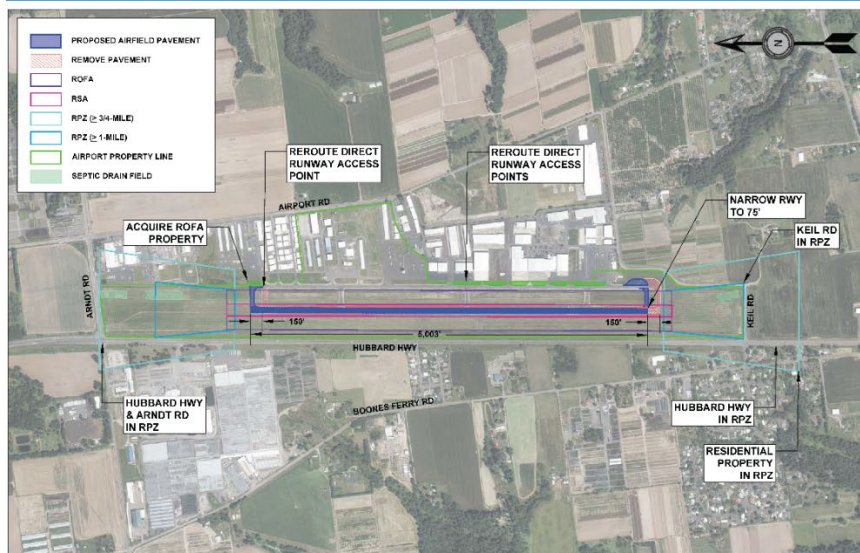 PROPOSED AIRFIELD PAVEMENT
REMOVE PAVEMENT
ROFA
RSA
RPZ (≥ 3/4-MILE)
RPZ (≥ 1-MILE)
AIRPORT PROPERTY LINE
SEPTIC DRAIN FIELD
N
REROUTE DIRECT
RUNWAY ACCESS
POINT
REROUTE DIRECT
RUNWAY ACCESS
POINTS
NARROW RWY
TO 75'
AIRPORT RD
ACQUIRE ROFA
PROPERTY
KEIL RD
IN RPZ
ARNDT RD
KEIL RD
150'
150'
5,003'
HUBBARD HWY
BOONES FERRY RD
HUBBARD HWY
& ARNDT RD
IN RPZ
HUBBARD HWY
IN RPZ
RESIDENTIAL
PROPERTY
IN RPZ